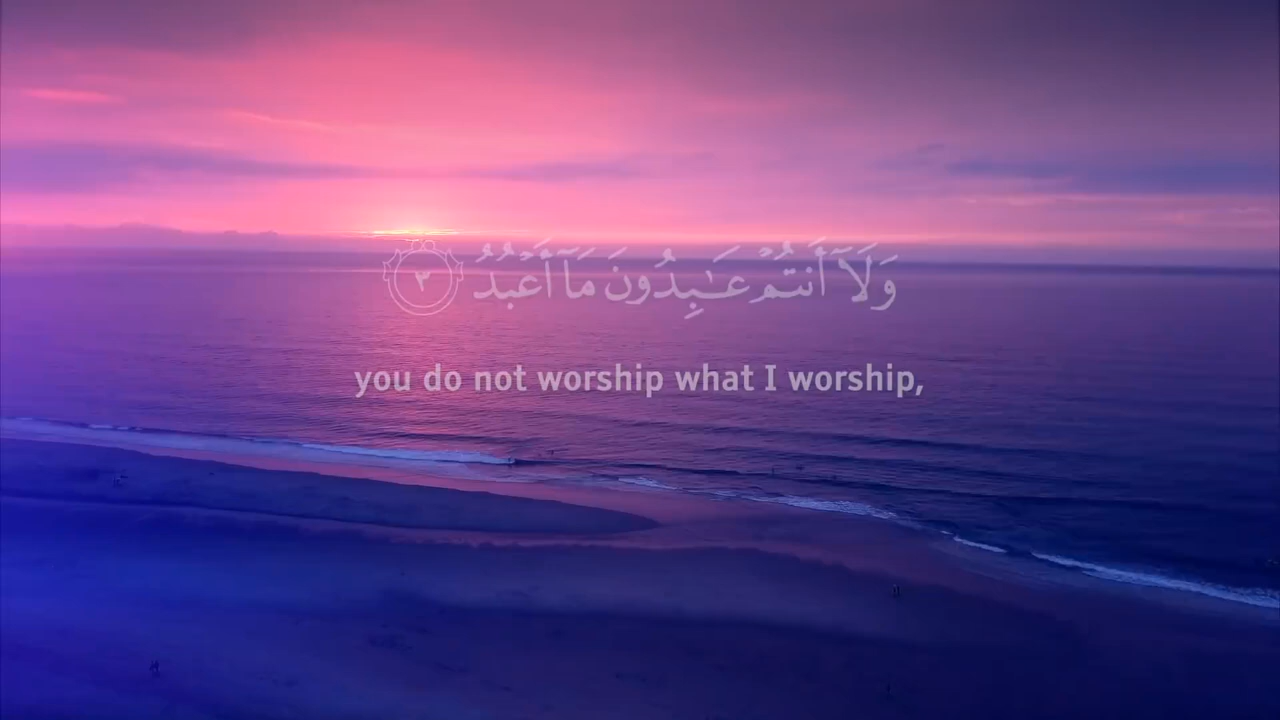 وَلَآ أَنتُمْ عَـٰبِدُونَ مَآ أَعْبُدُ ٣
you do not worship what I worship,